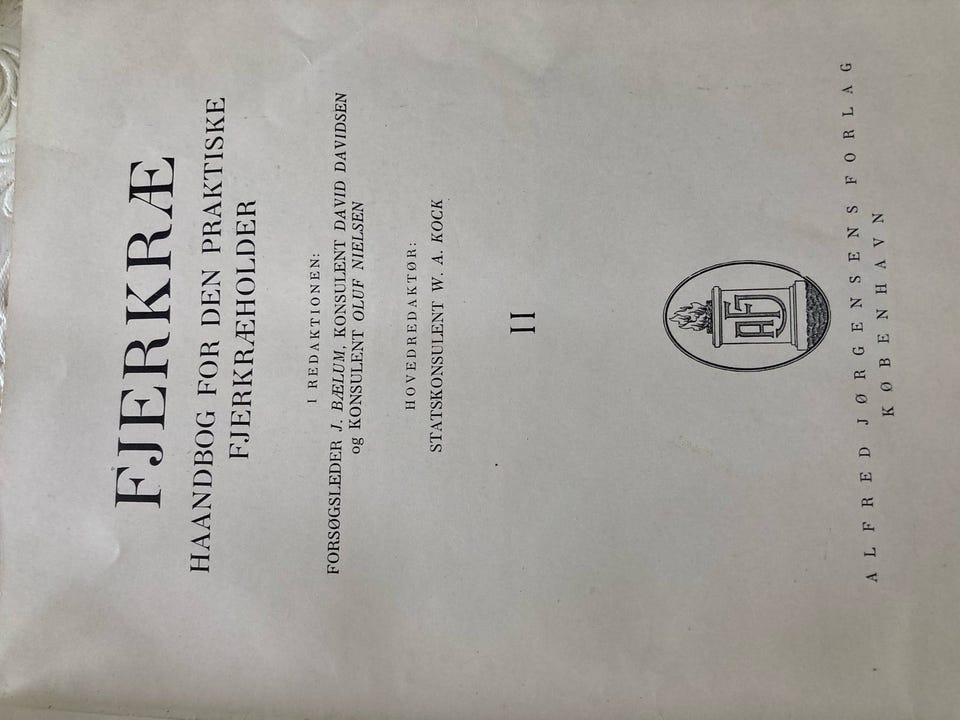 FJERKRÆ
HAANDBOG FOR DEN PRAKTISKE
FJERKRÆHOLDER
I REDAKTIONEN:
FORSØGSLEDER J. BÆLUM, KONSULENT DAVID DAVIDSEN
og KONSULENT OLUF NIELSEN
HOVEDREDAKTØR:
STATSKONSULENT W. A. KOCK
II
AFJ
ALFRED JØRGENSENS FORLAG
KØBENHAVN